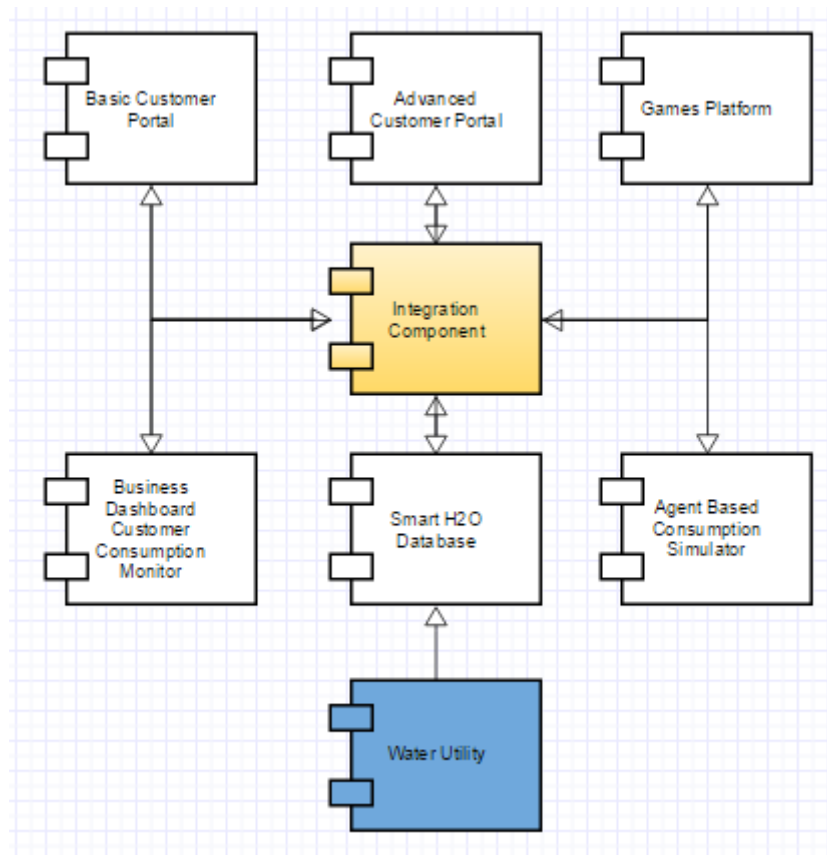 Basic Customer
Portal
Advanced
Customer Portal
Games Platform
Integration
Component
Business
Dashboard
Customer
Consumption
Monitor
Smart H2O
Database
Agent Based
Consumption
Simulator
Water Utility